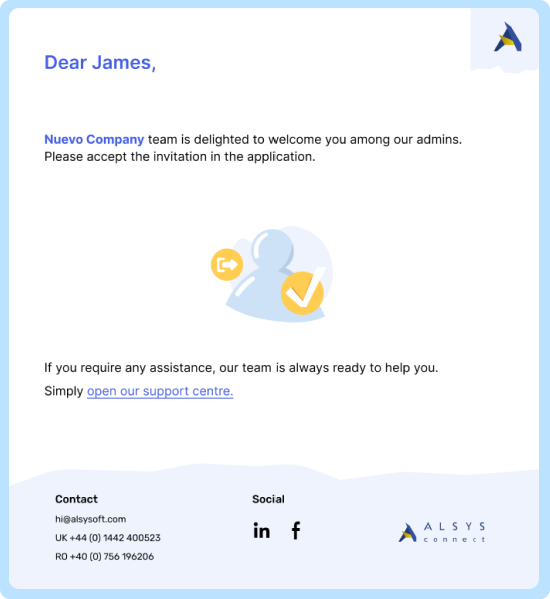 Dear James,
Nuevo Company team is delighted to welcome you among our admins.
Please accept the invitation in the application.
If you require any assistance, our team is always ready to help you.
Simply open our support centre.
Contact
hi@alsysoft.com
UK +44 (0) 1442 400523
RO +40 (0) 756 196206
Social
in
f
ALSYS
connect